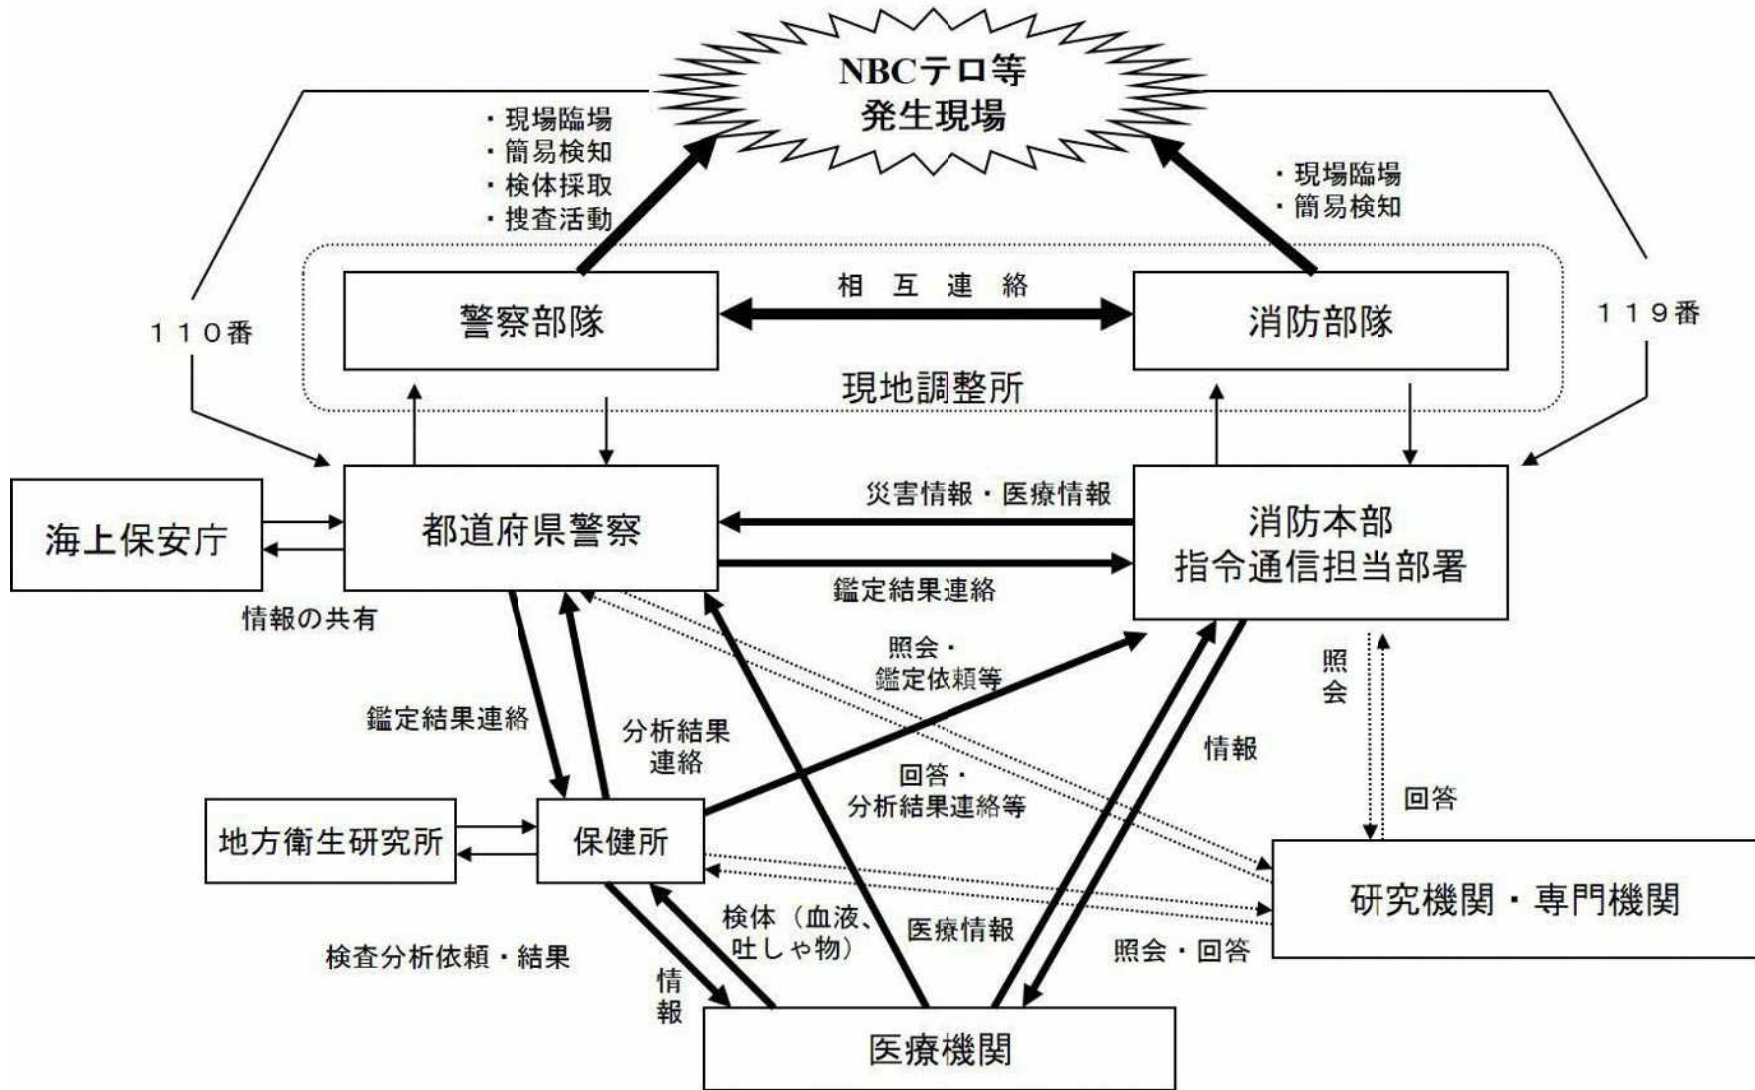 NBCテロ等
発生現場
・現場臨場
・簡易検知
・検体採取
・捜査活動
・現場臨場
・簡易検知
相 互 連 絡
警察部隊
消防部隊
１１０番
１１９番
現地調整所
海上保安庁
都道府県警察
災害情報・医療情報
消防本部
指令通信担当部署
鑑定結果連絡
情報の共有
照会・
鑑定依頼等
照会
鑑定結果連絡
分析結果
連絡
情報
回答・
分析結果連絡等
回答
地方衛生研究所
保健所
研究機関・専門機関
検体（血液、
吐しゃ物）
医療情報
照会・回答
検査分析依頼・結果
情報
医療機関